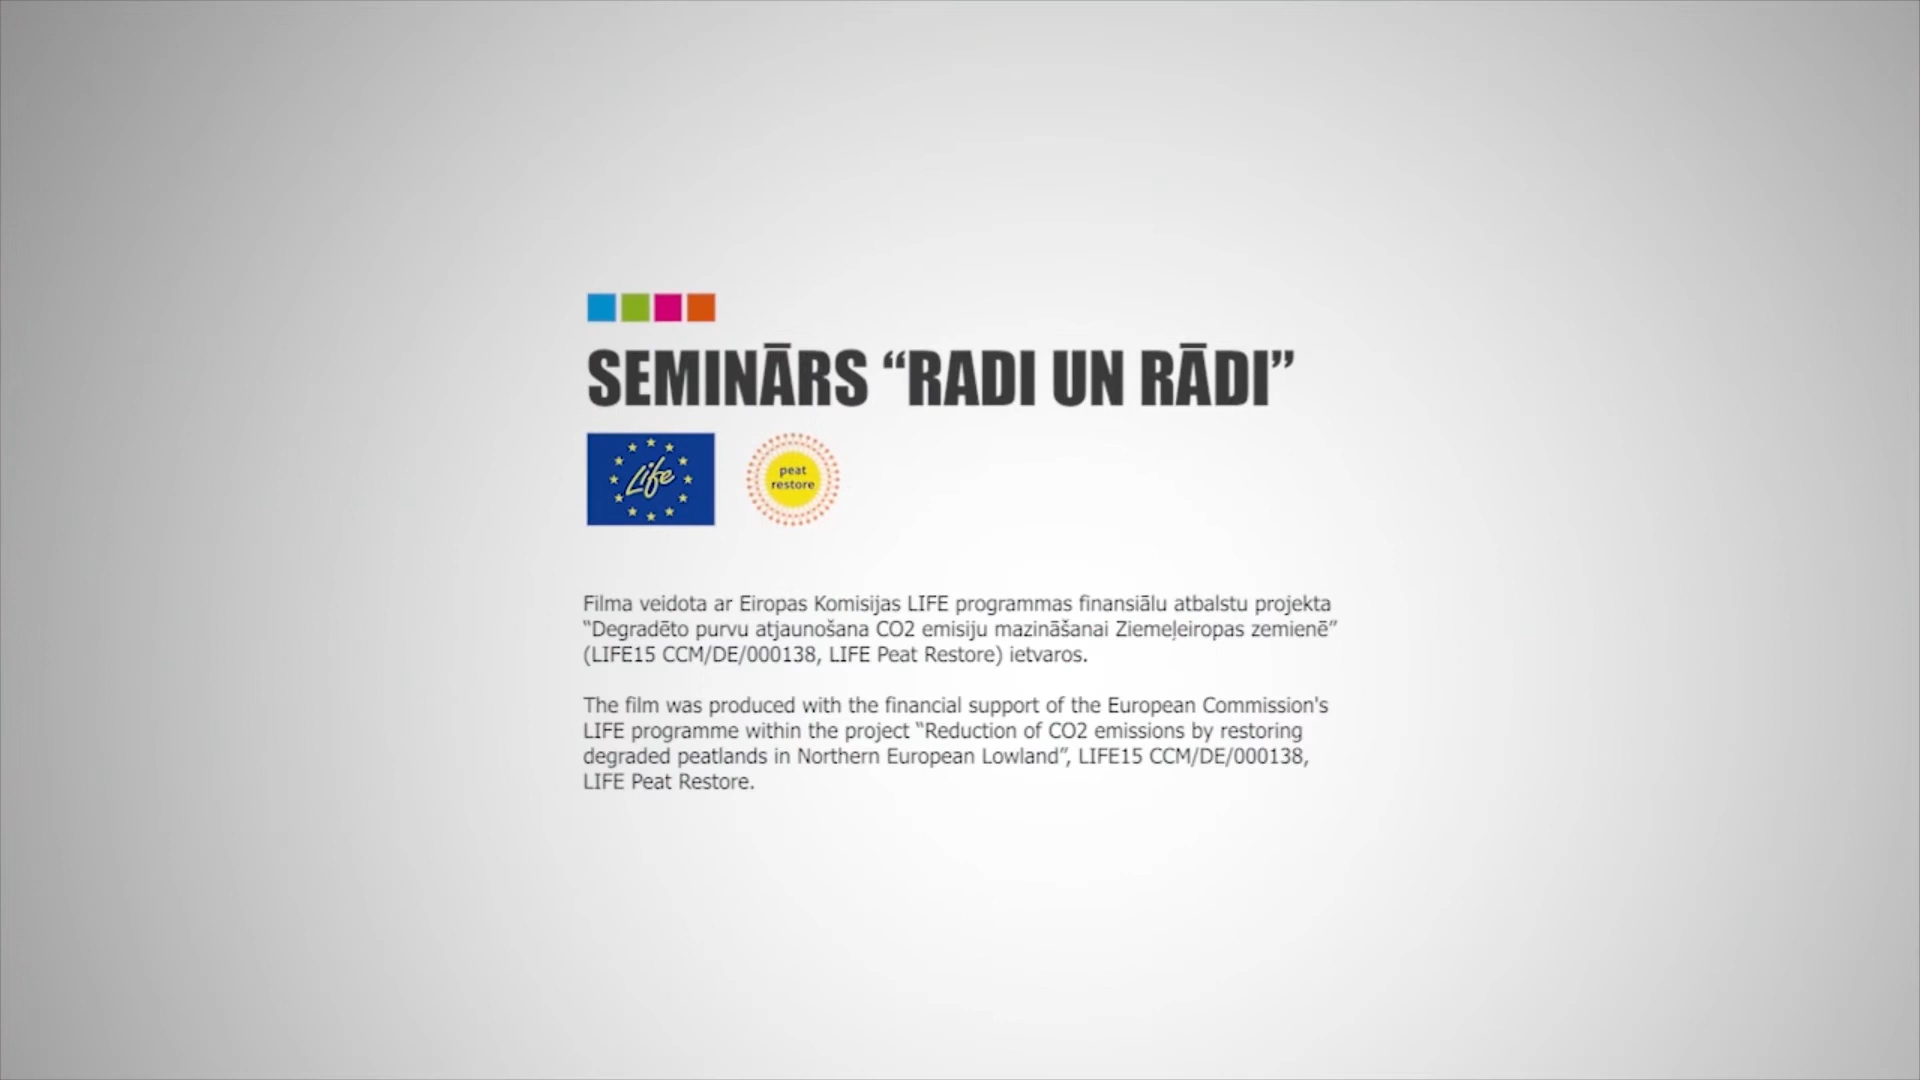 SEMINĀRS “RADI UN RĀDI”
Life
peat
restore
Filma veidota ar Eiropas Komisijas LIFE programmas finansiālu atbalstu projekta
“Degradēto purvu atjaunošana CO2 emisiju mazināšanai Ziemeļeiropas zemienē”
(LIFE15 CCM/DE/000138, LIFE Peat Restore) ietvaros.
The film was produced with the financial support of the European Commission's
LIFE programme within the project “Reduction of CO2 emissions by restoring
degraded peatlands in Northern European Lowland”, LIFE15 CCM/DE/000138,
LIFE Peat Restore.